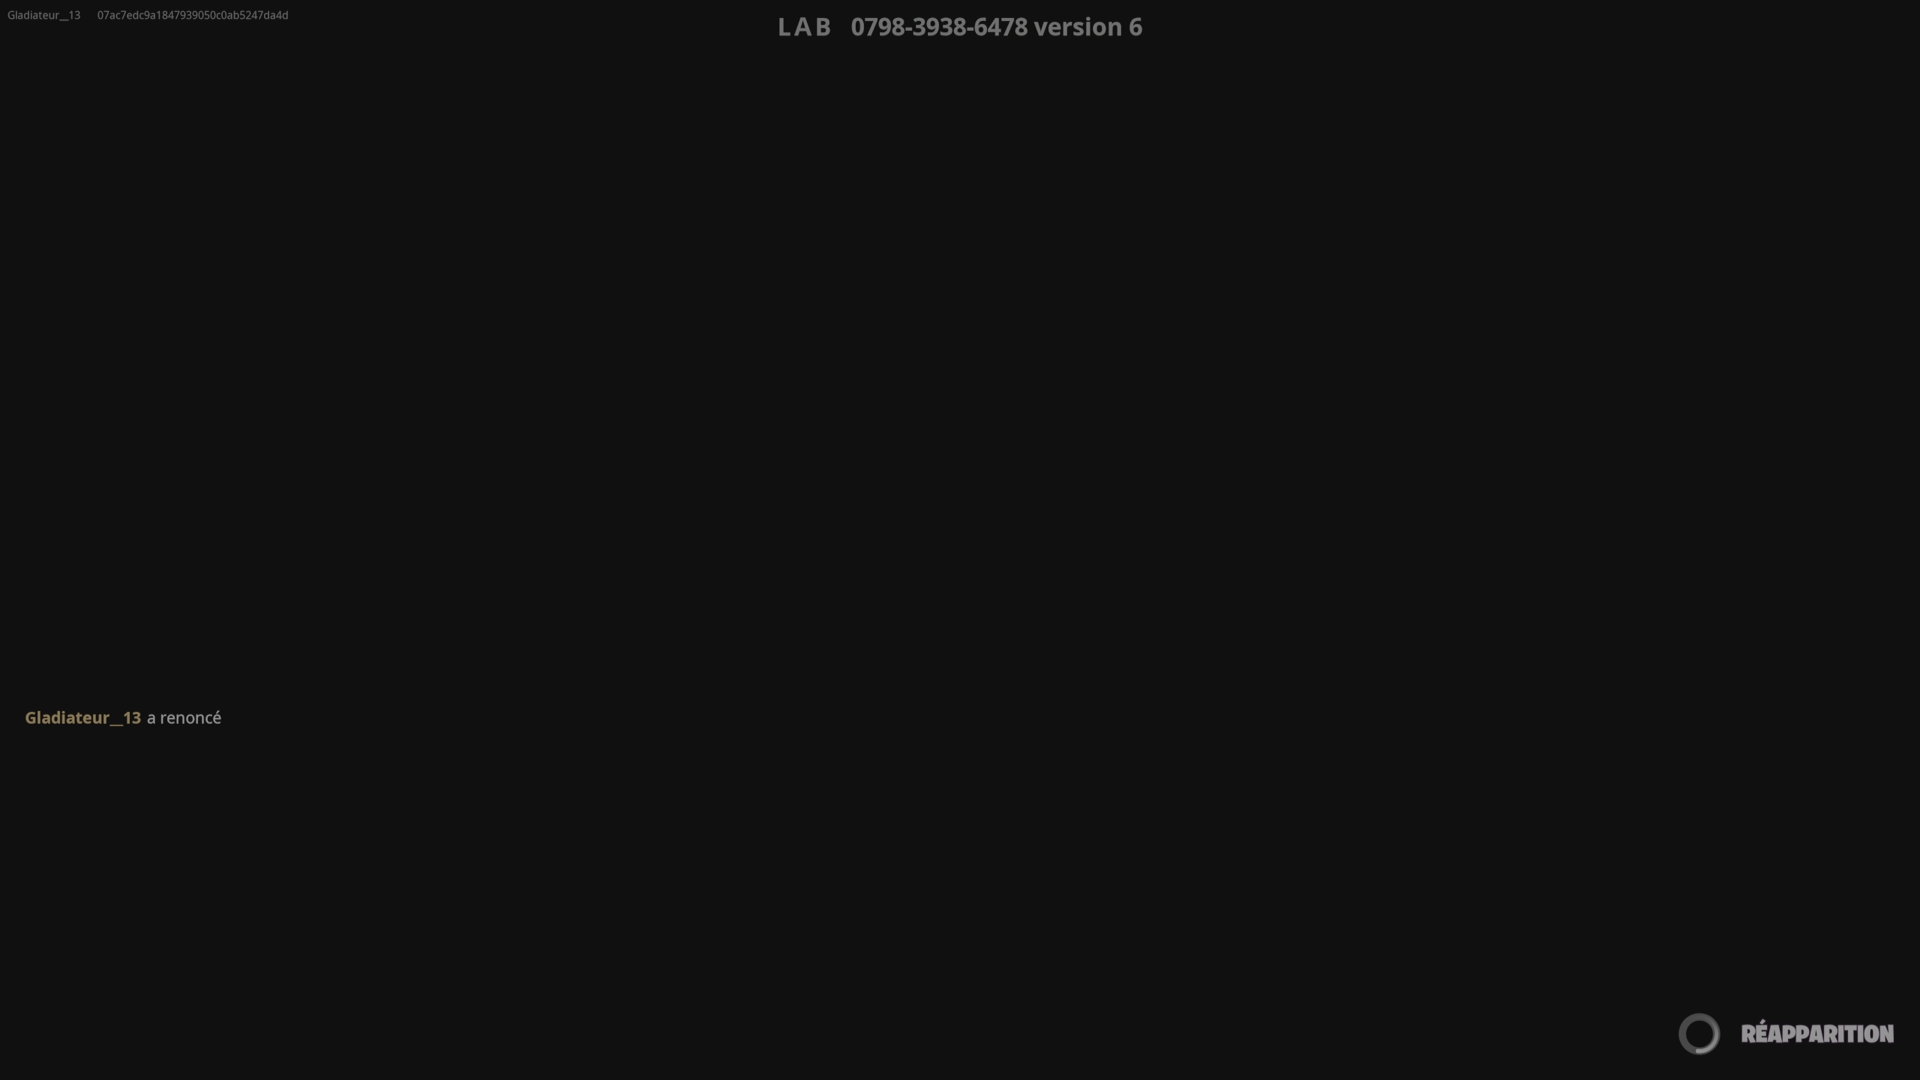 Gladiateur__13 07ac7edc9a1847939050c0ab5247da4d
LAB 0798-3938-6478 version 6
Gladiateur__13 a renoncé
RÉAPPARITION